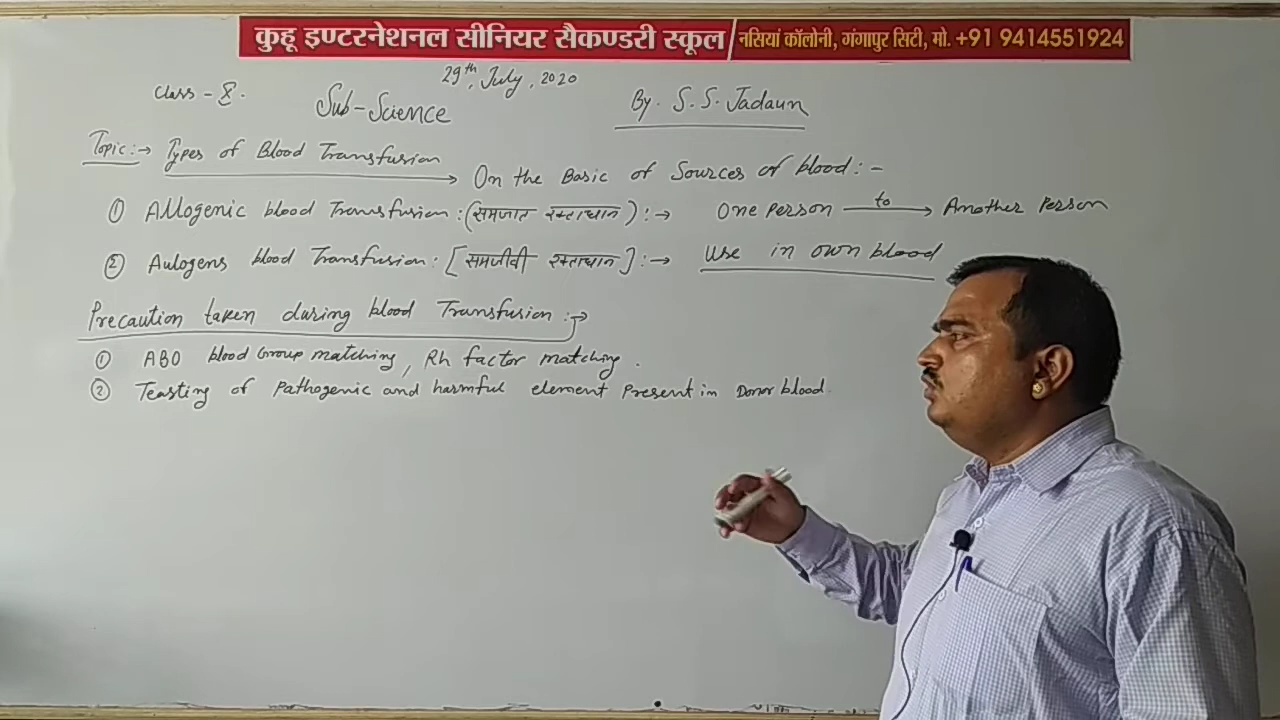 कुहू इण्टरनेशनल सीनियर सैकण्डरी स्कूल नसियां कॉलोनी, गंगापुर सिटी, मो. +91 9414551924
29th, July, 2020
Class - X.
Sub-Science
By. S. S. Jadaun
Topic:→ Types of Blood Transfusion → On the Basic of Sources of blood:-
① Allogenic blood Transfusion: (समजात रक्ताधान) :→ One Person to → Another Person
② Aulogens blood Transfusion: [समजीवी रक्ताधान] :→ Use in own blood
Precaution taken during blood Transfusion :→
① ABO blood Group matching, Rh factor matching.
② Teasting of Pathogenic and harmful element Present in Donor blood.